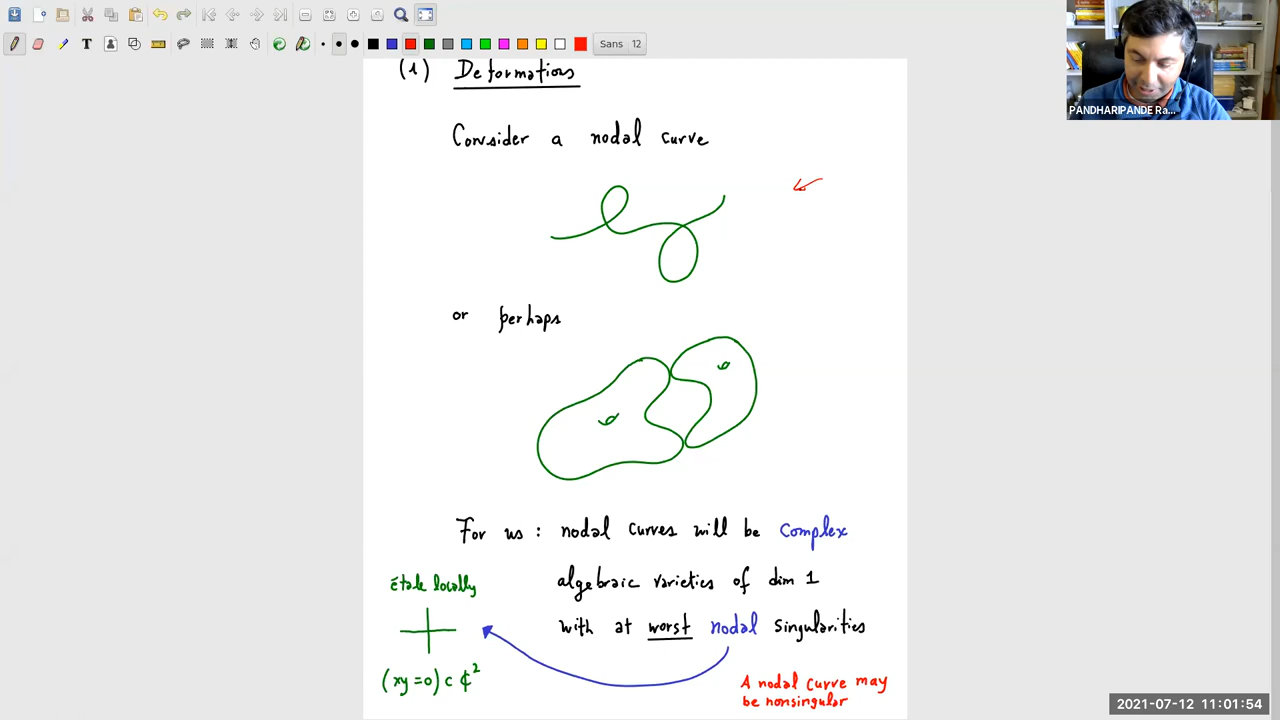 Sans 12
PANDHARIPANDE Ra...
(1) Deformations
Consider a nodal curve
or perhaps
For us : nodal curves will be complex
algebraic varieties of dim 1
with at worst nodal singularities
Etale locally
(xy = 0) ⊂ ℂ²
A nodal curve may
be nonsingular
2021-07-12 11:01:54